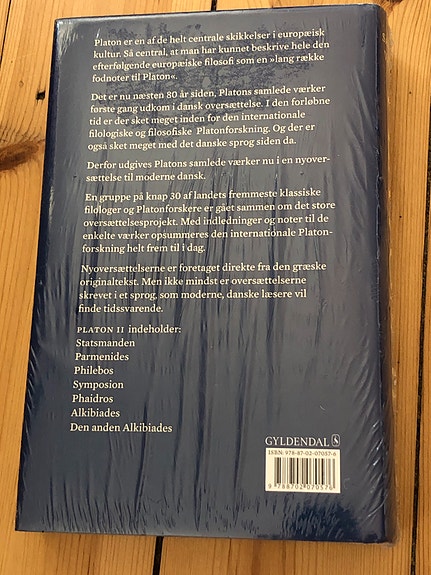 Platon er en af de helt centrale skikkelser i europæisk
kultur. Så central, at man har kunnet beskrive hele den
efterfølgende europæiske filosofi som en »lang række
fodnoter til Platon«.
Det er nu næsten 80 år siden, Platons samlede værker
første gang udkom i dansk oversættelse. I den forløbne
tid er der sket meget inden for den internationale
filologiske og filosofiske Platonforskning. Og der er
også sket meget med det danske sprog siden da.
Derfor udgives Platons samlede værker nu i en nyover-
sættelse til moderne dansk.
En gruppe på knap 30 af landets fremmeste klassiske
filologer og Platonforskere er gået sammen om det store
oversættelsesprojekt. Med indledninger og noter til de
enkelte værker opsummeres den internationale Platon-
forskning helt frem til i dag.
Nyoversættelserne er foretaget direkte fra den græske
originaltekst. Men ikke mindst er oversættelserne
skrevet i et sprog, som moderne, danske læsere vil
finde tidssvarende.
PLATON II indeholder:
Statsmanden
Parmenides
Philebos
Symposion
Phaidros
Alkibiades
Den anden Alkibiades
GYLDENDAL
ISBN: 978-87-02-07057-6
9 788702 070576